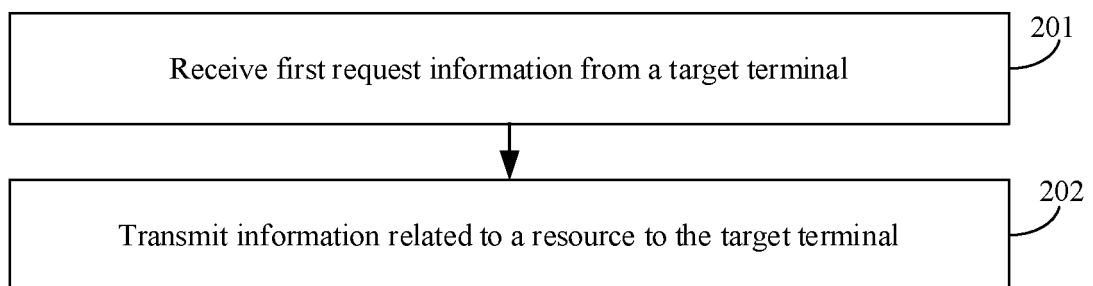 201
Receive first request information from a target terminal
202
Transmit information related to a resource to the target terminal